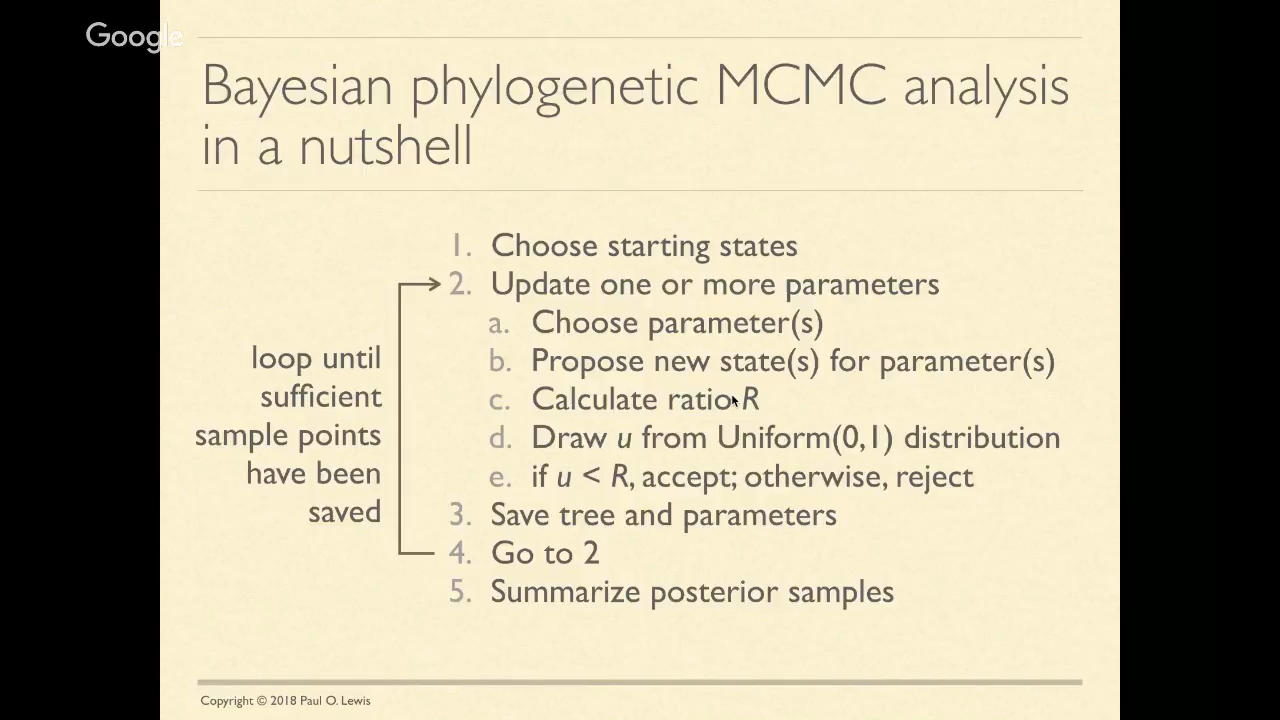 Google
Bayesian phylogenetic MCMC analysis
in a nutshell
1. Choose starting states
2. Update one or more parameters
a. Choose parameter(s)
b. Propose new state(s) for parameter(s)
c. Calculate ratio R
d. Draw u from Uniform(0,1) distribution
e. if u < R, accept; otherwise, reject
3. Save tree and parameters
4. Go to 2
5. Summarize posterior samples
loop until
sufficient
sample points
have been
saved
Copyright © 2018 Paul O. Lewis